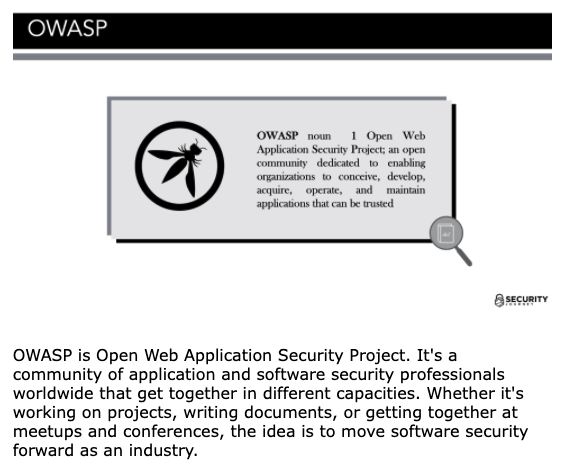 OWASP
OWASP noun 1 Open Web
Application Security Project; an open
community dedicated to enabling
organizations to conceive, develop,
acquire, operate, and maintain
applications that can be trusted
SECURITY
JOURNEY
OWASP is Open Web Application Security Project. It's a
community of application and software security professionals
worldwide that get together in different capacities. Whether it's
working on projects, writing documents, or getting together at
meetups and conferences, the idea is to move software security
forward as an industry.